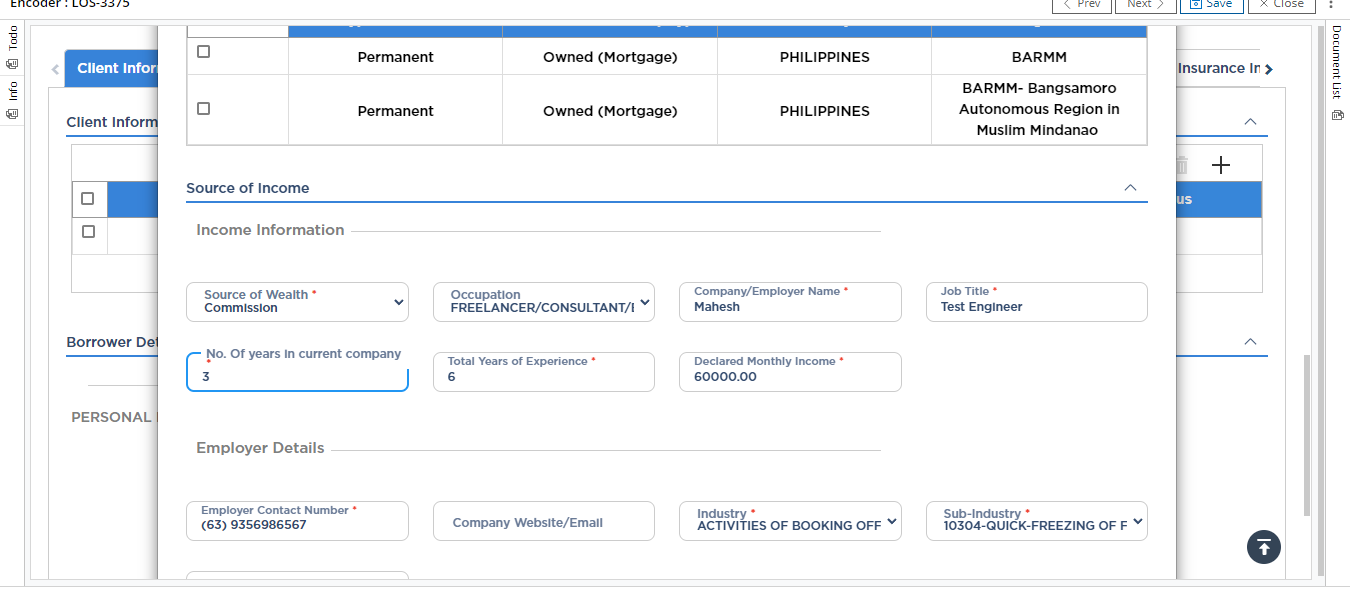 Encoder : LOS-3375
Prev
Next
Save
Close
Todo
Info
Document List
Client Infor
Insurance In
Client Inform
us
Borrower Det
PERSONAL
Permanent Owned (Mortgage) PHILIPPINES BARMM
Permanent Owned (Mortgage) PHILIPPINES BARMM- Bangsamoro
Autonomous Region in
Muslim Mindanao
Source of Income
Income Information
Source of Wealth *
Commission
Occupation
FREELANCER/CONSULTANT/
Company/Employer Name *
Mahesh
Job Title *
Test Engineer
No. Of years in current company
*
3
Total Years of Experience *
6
Declared Monthly Income *
60000.00
Employer Details
Employer Contact Number *
(63) 9356986567
Company Website/Email
Industry *
ACTIVITIES OF BOOKING OFF
Sub-Industry *
10304-QUICK-FREEZING OF F